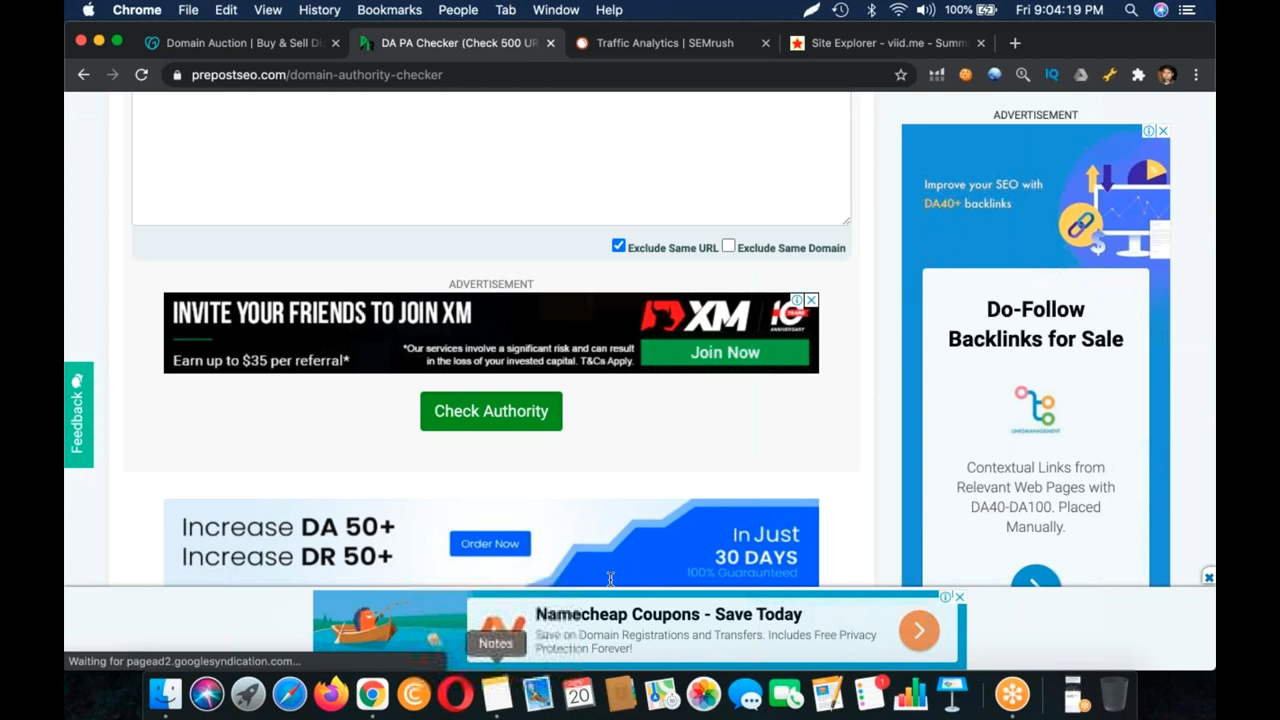 Chrome File Edit View History Bookmarks People Tab Window Help 100% Fri 9:04:19 PM
Domain Auction | Buy & Sell D
DA PA Checker (Check 500 UR
Traffic Analytics | SEMrush
Site Explorer - viid.me - Summ
prepostseo.com/domain-authority-checker
IQ
ADVERTISEMENT
Improve your SEO with
DA40+ backlinks
Exclude Same URL Exclude Same Domain
ADVERTISEMENT
INVITE YOUR FRIENDS TO JOIN XM
Earn up to $35 per referral*
*Our services involve a significant risk and can result
in the loss of your invested capital. T&Cs Apply.
XM
Join Now
Check Authority
Feedback
Do-Follow
Backlinks for Sale
LINKSMANAGEMENT
Contextual Links from
Relevant Web Pages with
DA40-DA100. Placed
Manually.
Increase DA 50+
Increase DR 50+
Order Now
In Just
30 DAYS
100% Guarunteed
Namecheap Coupons - Save Today
Save on Domain Registrations and Transfers. Includes Free Privacy
Protection Forever!
Notes
Waiting for pagead2.googlesyndication.com...
20
1